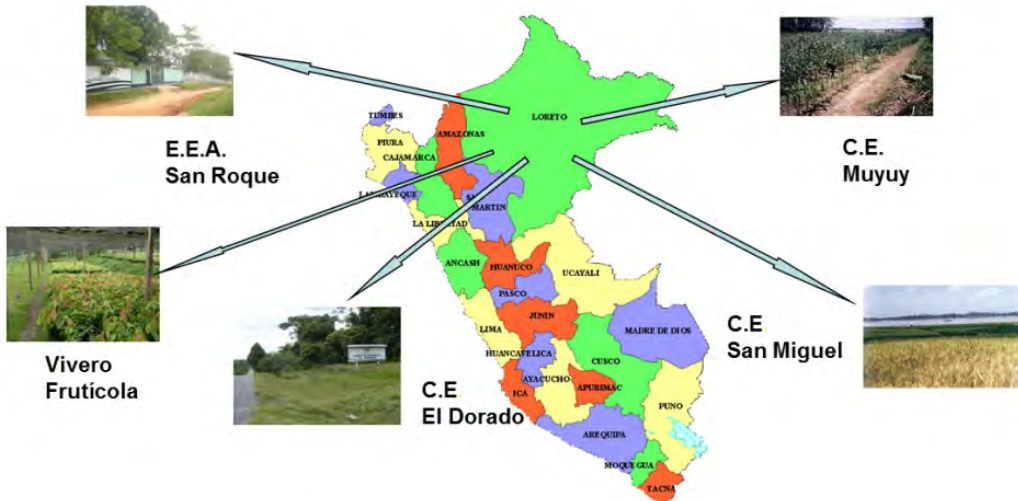 LORETO
TUMBES
PIURA
AMAZONAS
CAJAMARCA
E.E.A.
San Roque
C.E.
Muyuy
MARTIN
LA LIBERTAD
ANCASH
HUANUCO
UCAYALI
PASCO
JUNIN
LIMA
MADRE DE DIOS
HUANCAVELICA
CUSCO
AYACUCHO
APURIMAC
ICA
PUNO
AREQUIPA
MOQUEGUA
TACNA
Vivero
Frutícola
C.E.
El Dorado
C.E.
San Miguel